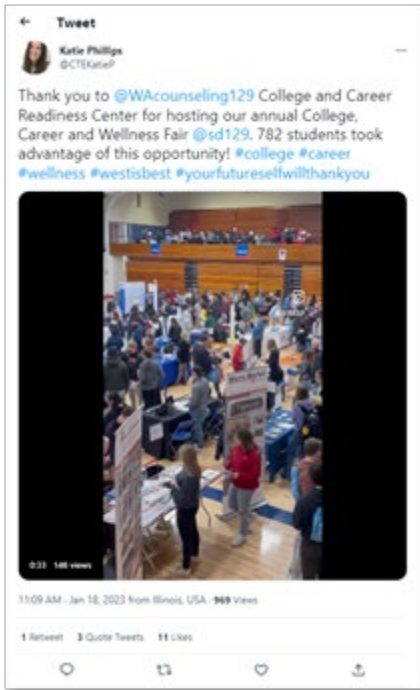 Tweet
Katie Phillips
@CTEKatieP
Thank you to @WAcounseling129 College and Career
Readiness Center for hosting our annual College,
Career and Wellness Fair @sd129. 782 students took
advantage of this opportunity! #college #career
#wellness #westisbest #yourfutureselfwillthankyou
0:33 146 views
11:09 AM · Jan 18, 2023 from Illinois, USA · 969 Views
1 Retweet 3 Quote Tweets 11 Likes